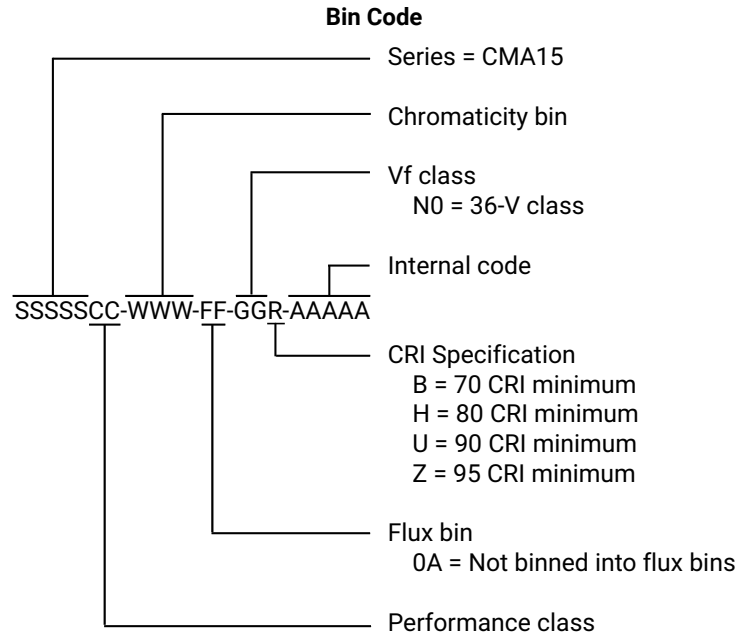 Bin Code
Series = CMA15
Chromaticity bin
Vf class
N0 = 36-V class
Internal code
SSSSSCC-WWW-FF-GGR-AAAAA
CRI Specification
B = 70 CRI minimum
H = 80 CRI minimum
U = 90 CRI minimum
Z = 95 CRI minimum
Flux bin
0A = Not binned into flux bins
Performance class